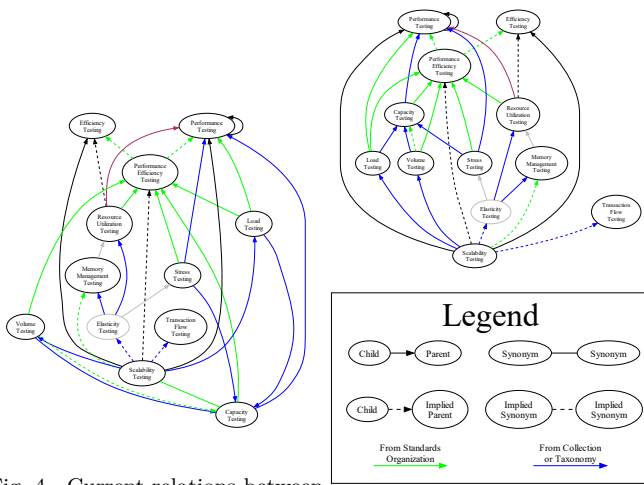 Efficiency
Testing
Performance
Testing
Performance
Efficiency
Testing
Resource
Utilization
Testing
Load
Testing
Memory
Management
Testing
Stress
Testing
Volume
Testing
Elasticity
Testing
Transaction
Flow
Testing
Scalability
Testing
Capacity
Testing
Performance
Testing
Efficiency
Testing
Performance
Efficiency
Testing
Capacity
Testing
Resource
Utilization
Testing
Load
Testing
Volume
Testing
Stress
Testing
Memory
Management
Testing
Elasticity
Testing
Transaction
Flow
Testing
Scalability
Testing
Legend
Child Parent Synonym Synonym
Child Implied
Parent Implied
Synonym Implied
Synonym
From Standards
Organization
From Collection
or Taxonomy
Fig. 4. Current relations between